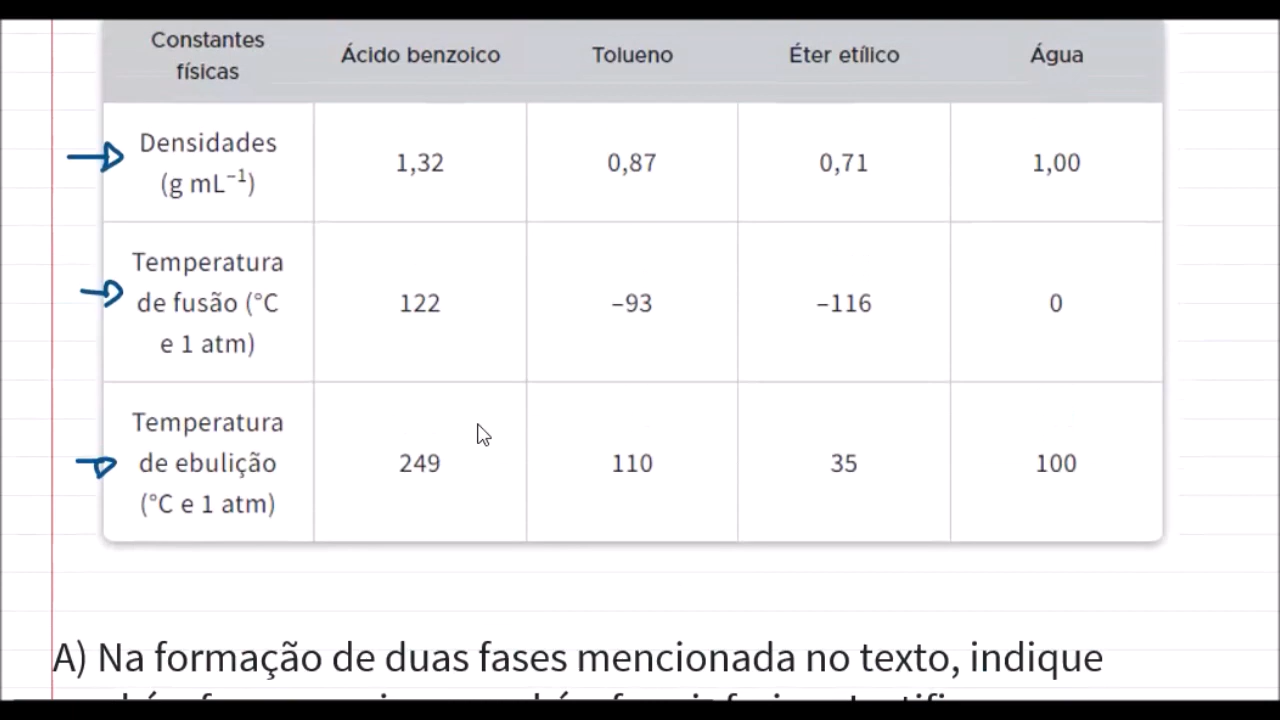 Constantes
físicas
Ácido benzoico
Tolueno
Éter etílico
Água
Densidades
(g mL⁻¹)
1,32
0,87
0,71
1,00
Temperatura
de fusão (°C
e 1 atm)
122
–93
–116
0
Temperatura
de ebulição
(°C e 1 atm)
249
110
35
100
A) Na formação de duas fases mencionada no texto, indique